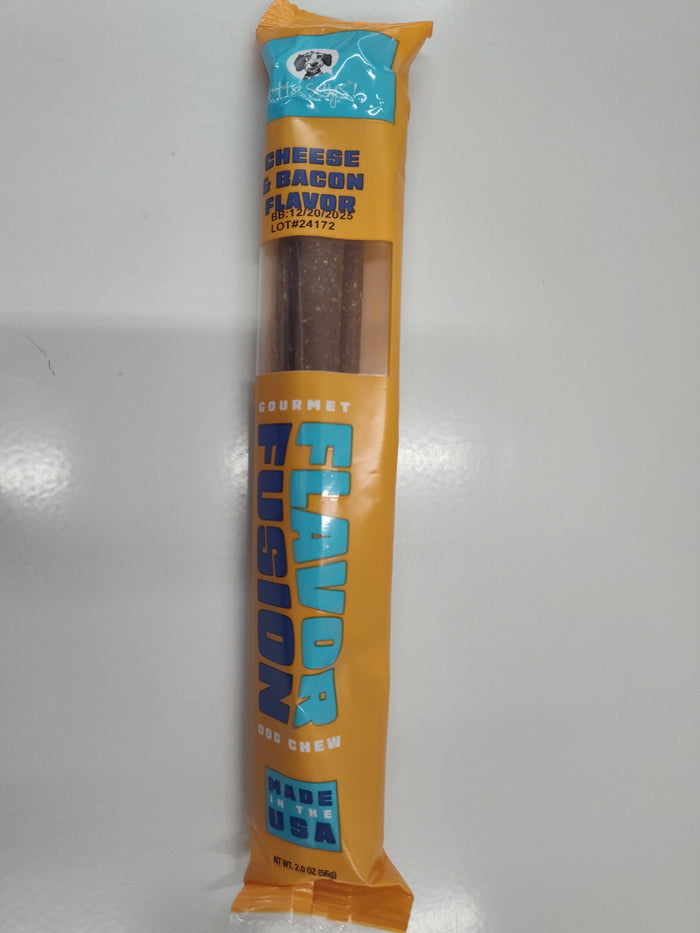 CHEESE
& BACON
FLAVOR
BB:12/20/2025
LOT#24172
GOURMET
FLAVOR
FUSION
DOG CHEW
MADE
IN THE
USA
NT WT. 2.0 OZ (56g)